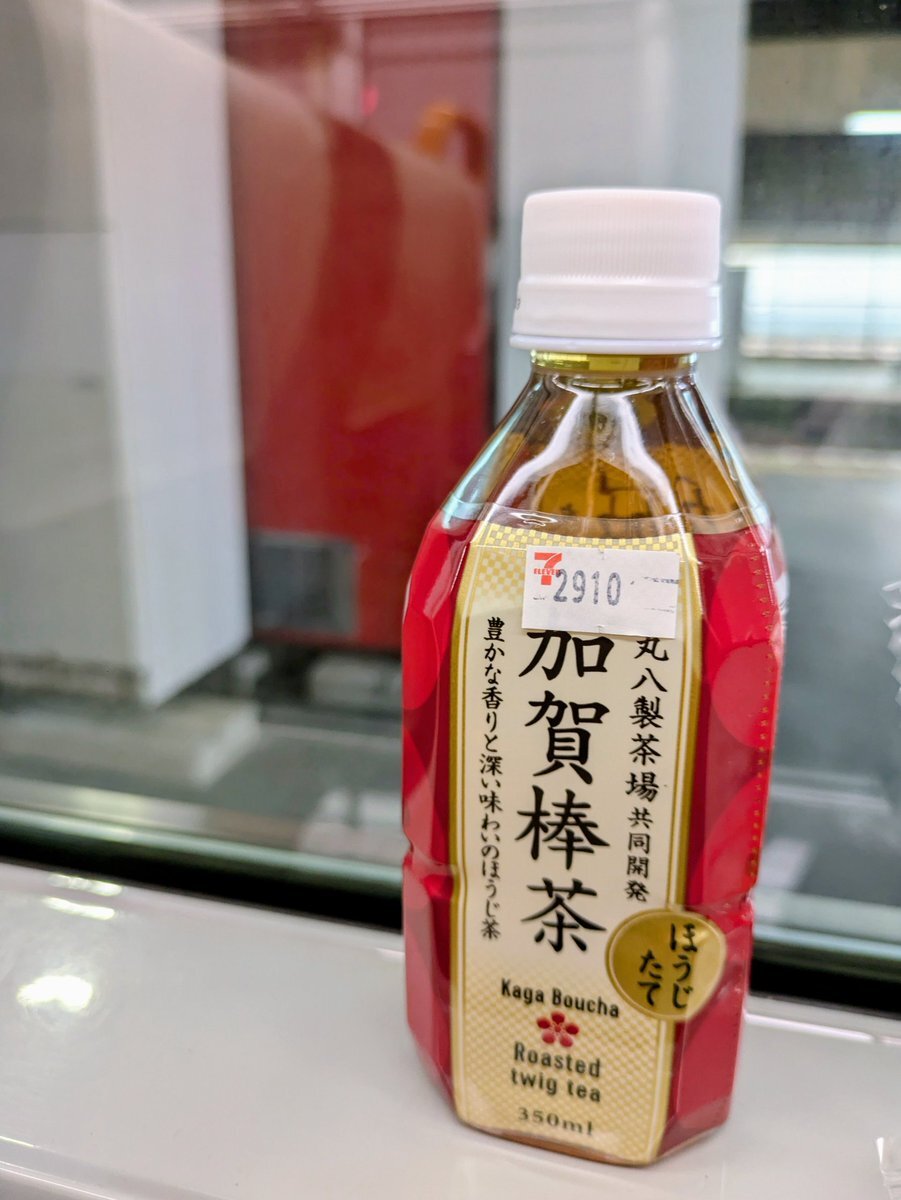 7
ELEVEN
2910
丸八製茶場 共同開発
加賀棒茶
豊かな香りと深い味わいのほうじ茶
ほうじ
たて
Kaga Boucha
Roasted
twig tea
350ml